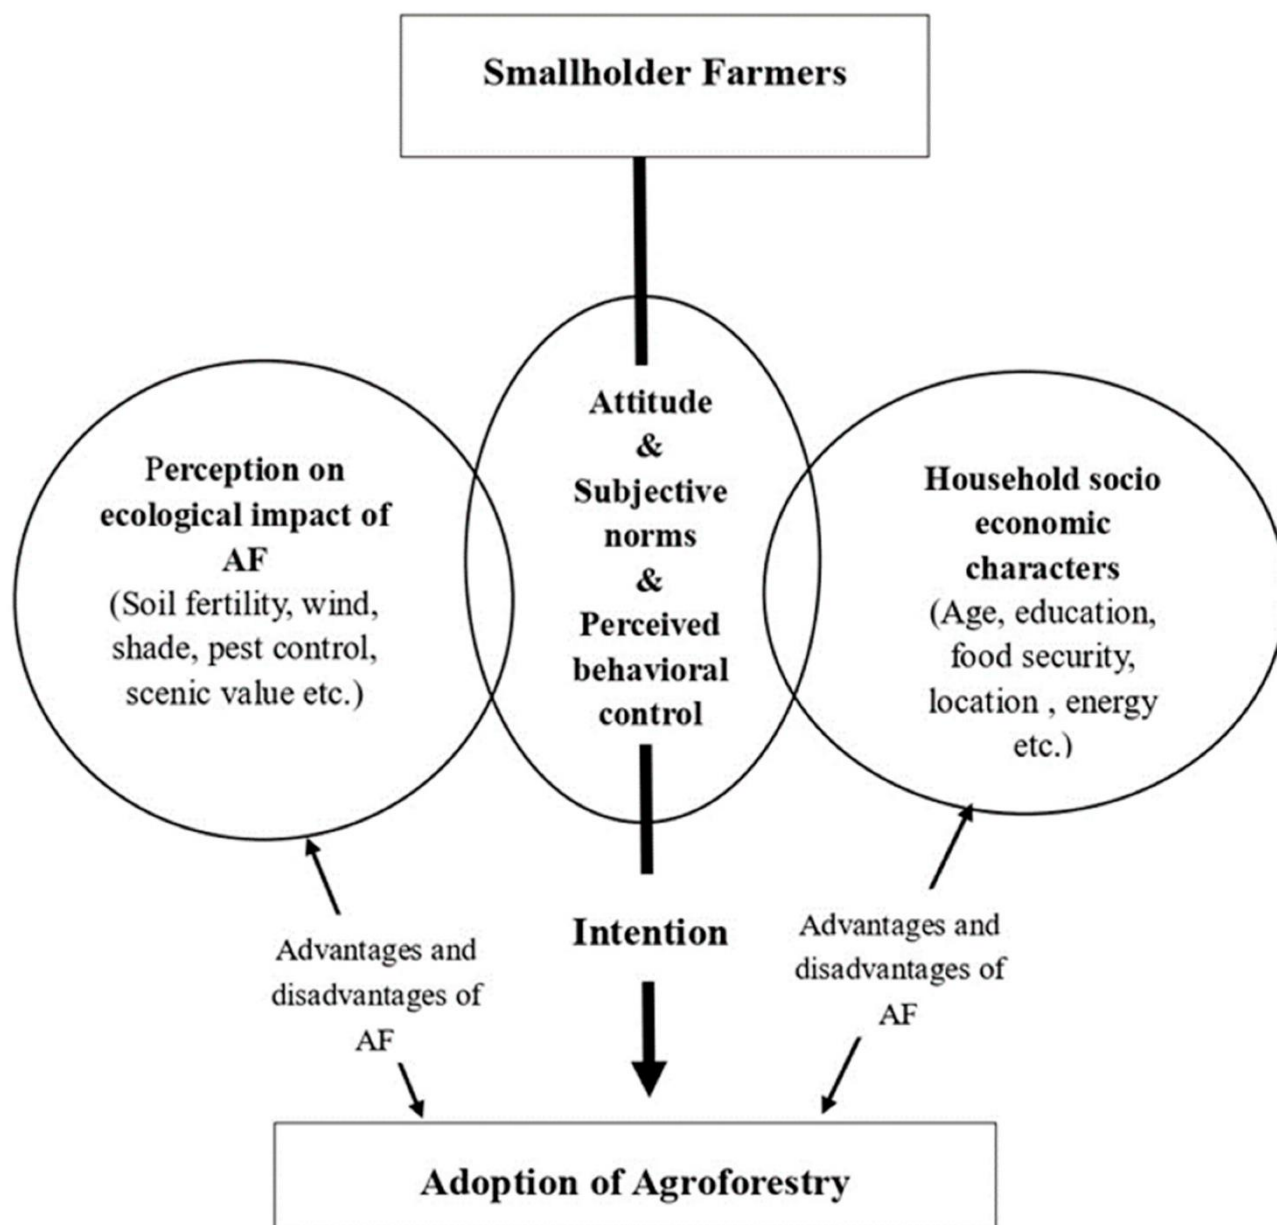 Smallholder Farmers
Perception on
ecological impact of
AF
(Soil fertility, wind,
shade, pest control,
scenic value etc.)
Attitude
&
Subjective
norms
&
Perceived
behavioral
control
Household socio
economic
characters
(Age, education,
food security,
location , energy
etc.)
Advantages and
disadvantages of
AF
Intention
Advantages and
disadvantages of
AF
Adoption of Agroforestry